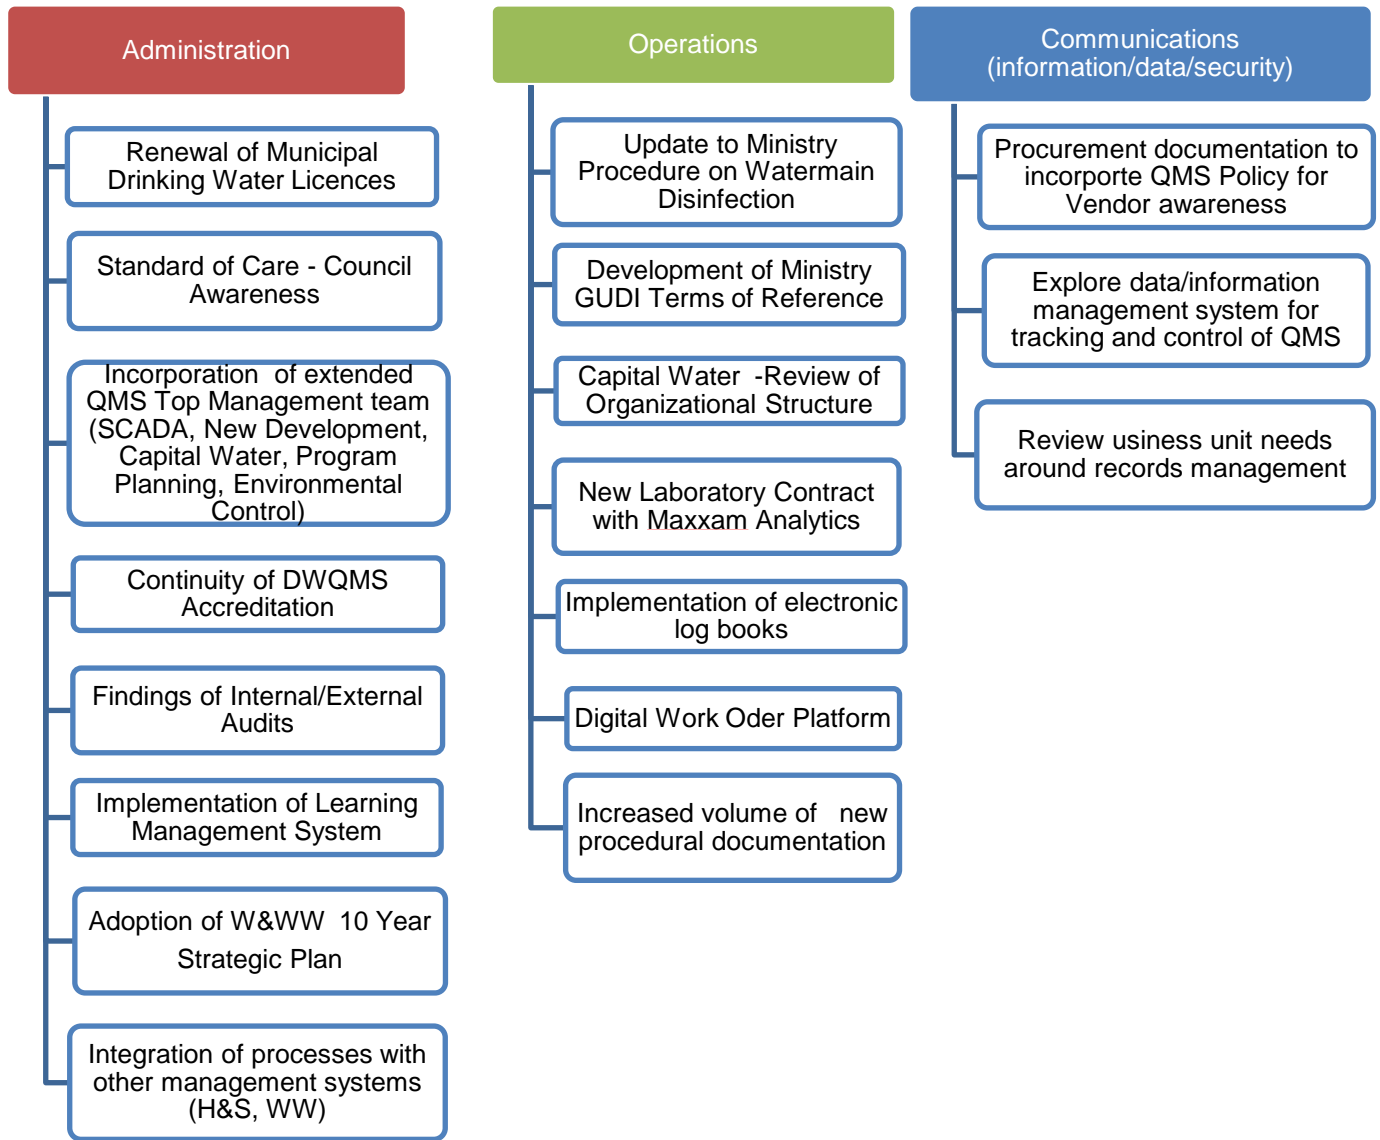 Administration
Renewal of Municipal
Drinking Water Licences
Standard of Care - Council
Awareness
Incorporation of extended
QMS Top Management team
(SCADA, New Development,
Capital Water, Program
Planning, Environmental
Control)
Continuity of DWQMS
Accreditation
Findings of Internal/External
Audits
Implementation of Learning
Management System
Adoption of W&WW 10 Year
Strategic Plan
Integration of processes with
other management systems
(H&S, WW)
Operations
Update to Ministry
Procedure on Watermain
Disinfection
Development of Ministry
GUDI Terms of Reference
Capital Water -Review of
Organizational Structure
New Laboratory Contract
with Maxxam Analytics
Implementation of electronic
log books
Digital Work Oder Platform
Increased volume of new
procedural documentation
Communications
(information/data/security)
Procurement documentation to
incorporte QMS Policy for
Vendor awareness
Explore data/information
management system for
tracking and control of QMS
Review usiness unit needs
around records management